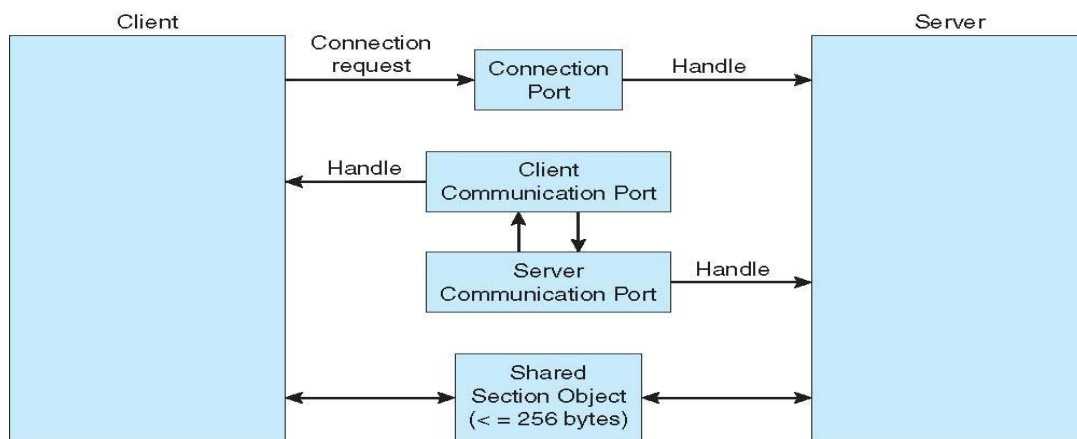 Client
Server
Connection
request
Connection
Port
Handle
Handle
Client
Communication Port
Server
Communication Port
Handle
Shared
Section Object
(< = 256 bytes)